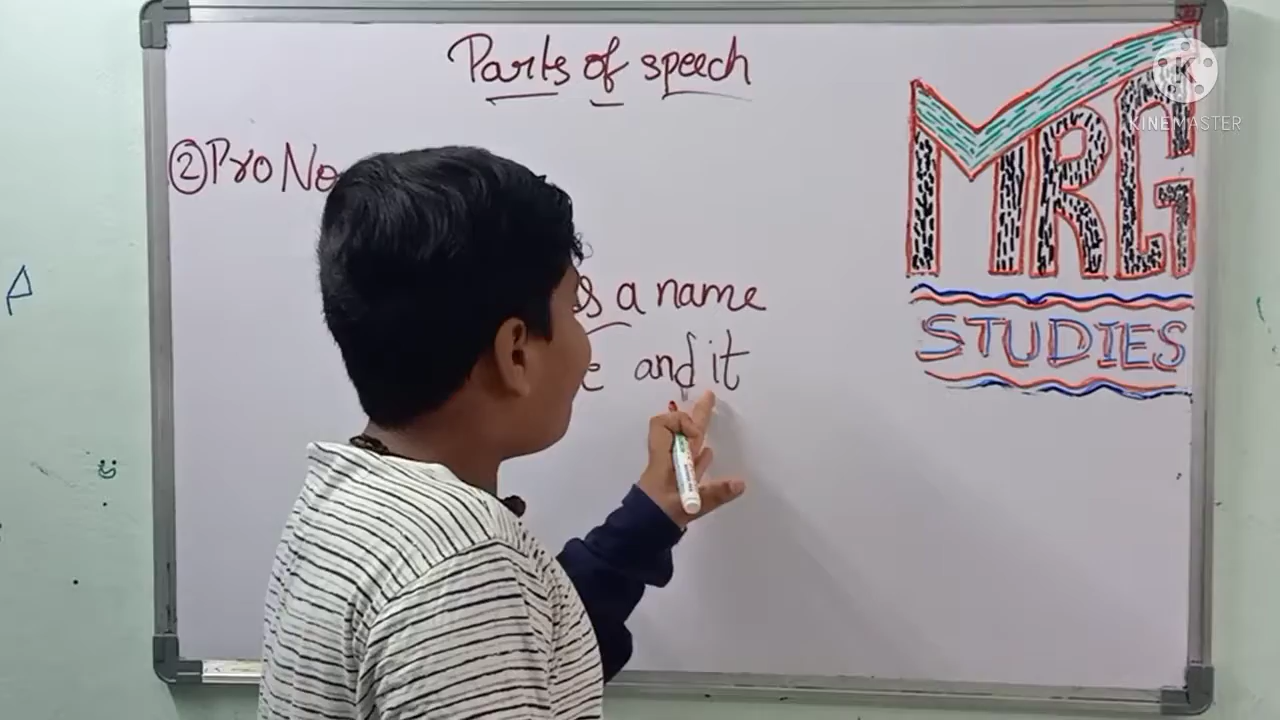 Parts of speech
② Pro No
a name
and it
MRG
STUDIES
KINEMASTER